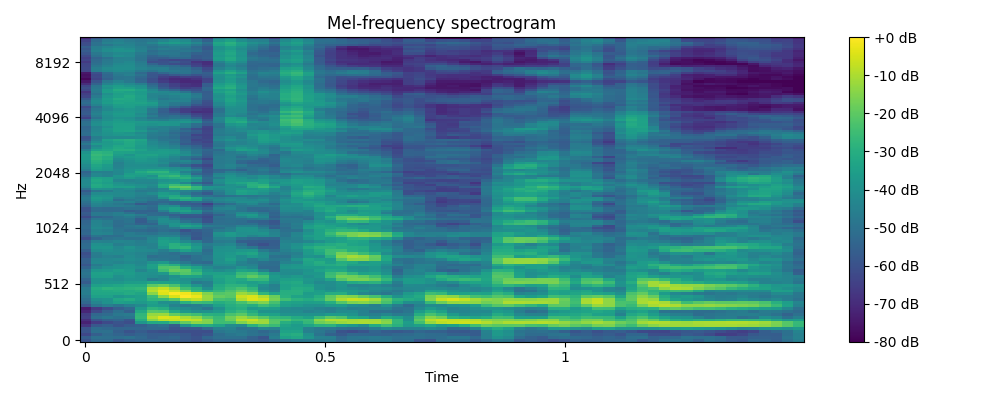 Mel-frequency spectrogram
+0 dB
8192
-10 dB
4096
-20 dB
-30 dB
2048
Hz
-40 dB
1024
-50 dB
512
-60 dB
-70 dB
0
-80 dB
0 0.5 1
Time